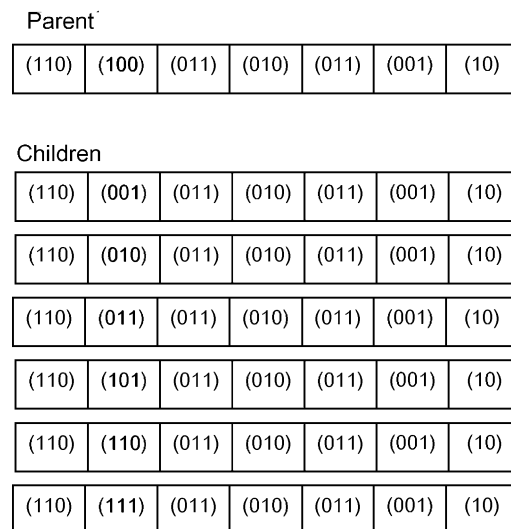 Parent
(110) (100) (011) (010) (011) (001) (10)
Children
(110) (001) (011) (010) (011) (001) (10)
(110) (010) (011) (010) (011) (001) (10)
(110) (011) (011) (010) (011) (001) (10)
(110) (101) (011) (010) (011) (001) (10)
(110) (110) (011) (010) (011) (001) (10)
(110) (111) (011) (010) (011) (001) (10)